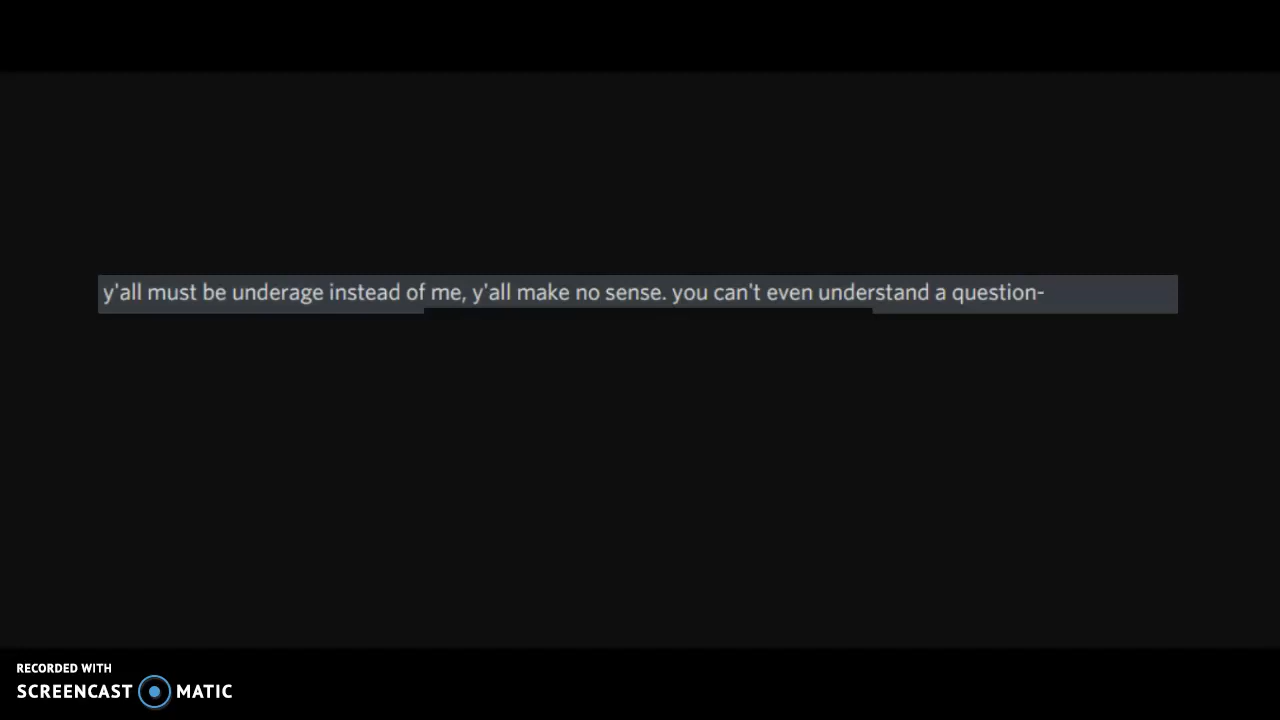 y'all must be underage instead of me, y'all make no sense. you can't even understand a question-
RECORDED WITH
SCREENCAST MATIC